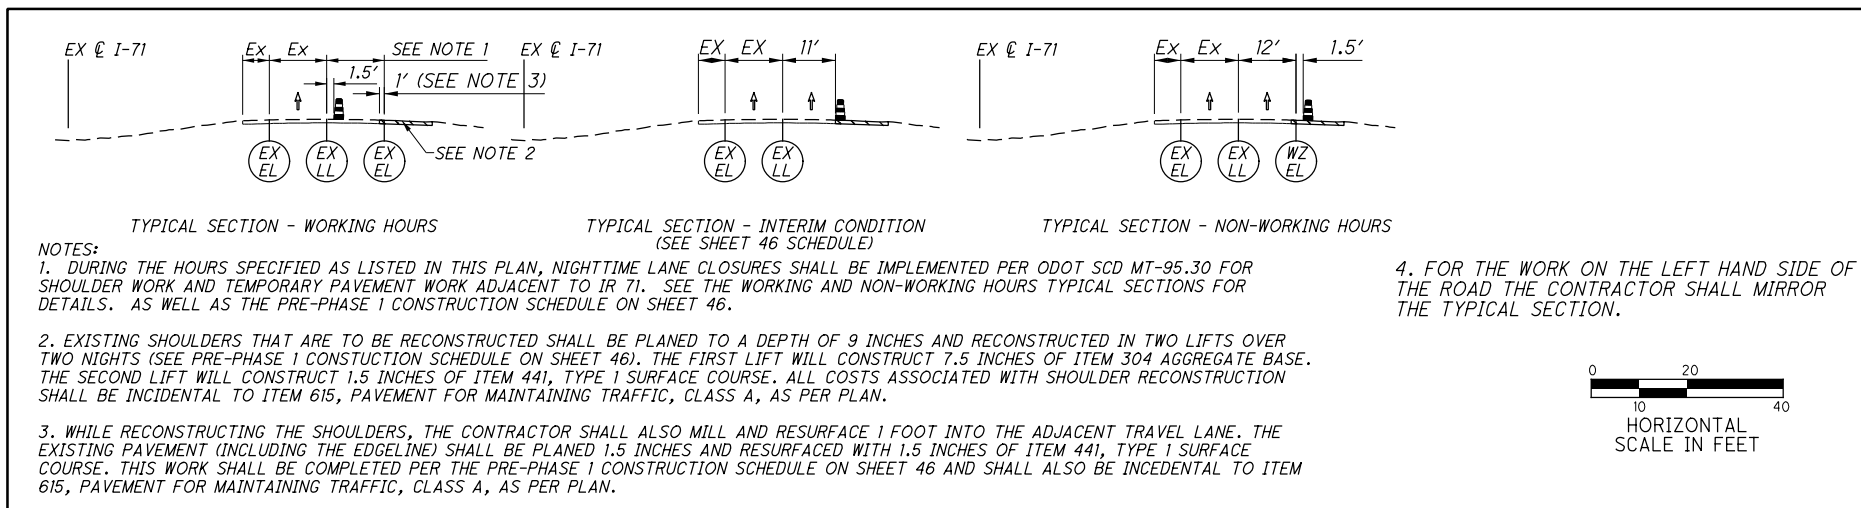 EX ℄ I-71
Ex Ex SEE NOTE 1
1.5'
1' (SEE NOTE 3)
EX
EL
EX
LL
EX
EL
SEE NOTE 2
TYPICAL SECTION - WORKING HOURS
EX ℄ I-71
EX EX 11'
EX
EL
EX
LL
TYPICAL SECTION - INTERIM CONDITION
(SEE SHEET 46 SCHEDULE)
EX ℄ I-71
Ex Ex 12' 1.5'
EX
EL
EX
LL
WZ
EL
TYPICAL SECTION - NON-WORKING HOURS
NOTES:
1. DURING THE HOURS SPECIFIED AS LISTED IN THIS PLAN, NIGHTTIME LANE CLOSURES SHALL BE IMPLEMENTED PER ODOT SCD MT-95.30 FOR
SHOULDER WORK AND TEMPORARY PAVEMENT WORK ADJACENT TO IR 71. SEE THE WORKING AND NON-WORKING HOURS TYPICAL SECTIONS FOR
DETAILS. AS WELL AS THE PRE-PHASE 1 CONSTRUCTION SCHEDULE ON SHEET 46.
2. EXISTING SHOULDERS THAT ARE TO BE RECONSTRUCTED SHALL BE PLANED TO A DEPTH OF 9 INCHES AND RECONSTRUCTED IN TWO LIFTS OVER
TWO NIGHTS (SEE PRE-PHASE 1 CONSTUCTION SCHEDULE ON SHEET 46). THE FIRST LIFT WILL CONSTRUCT 7.5 INCHES OF ITEM 304 AGGREGATE BASE.
THE SECOND LIFT WILL CONSTRUCT 1.5 INCHES OF ITEM 441, TYPE 1 SURFACE COURSE. ALL COSTS ASSOCIATED WITH SHOULDER RECONSTRUCTION
SHALL BE INCIDENTAL TO ITEM 615, PAVEMENT FOR MAINTAINING TRAFFIC, CLASS A, AS PER PLAN.
3. WHILE RECONSTRUCTING THE SHOULDERS, THE CONTRACTOR SHALL ALSO MILL AND RESURFACE 1 FOOT INTO THE ADJACENT TRAVEL LANE. THE
EXISTING PAVEMENT (INCLUDING THE EDGELINE) SHALL BE PLANED 1.5 INCHES AND RESURFACED WITH 1.5 INCHES OF ITEM 441, TYPE 1 SURFACE
COURSE. THIS WORK SHALL BE COMPLETED PER THE PRE-PHASE 1 CONSTRUCTION SCHEDULE ON SHEET 46 AND SHALL ALSO BE INCEDENTAL TO ITEM
615, PAVEMENT FOR MAINTAINING TRAFFIC, CLASS A, AS PER PLAN.
4. FOR THE WORK ON THE LEFT HAND SIDE OF
THE ROAD THE CONTRACTOR SHALL MIRROR
THE TYPICAL SECTION.
0 20
10 40
HORIZONTAL
SCALE IN FEET